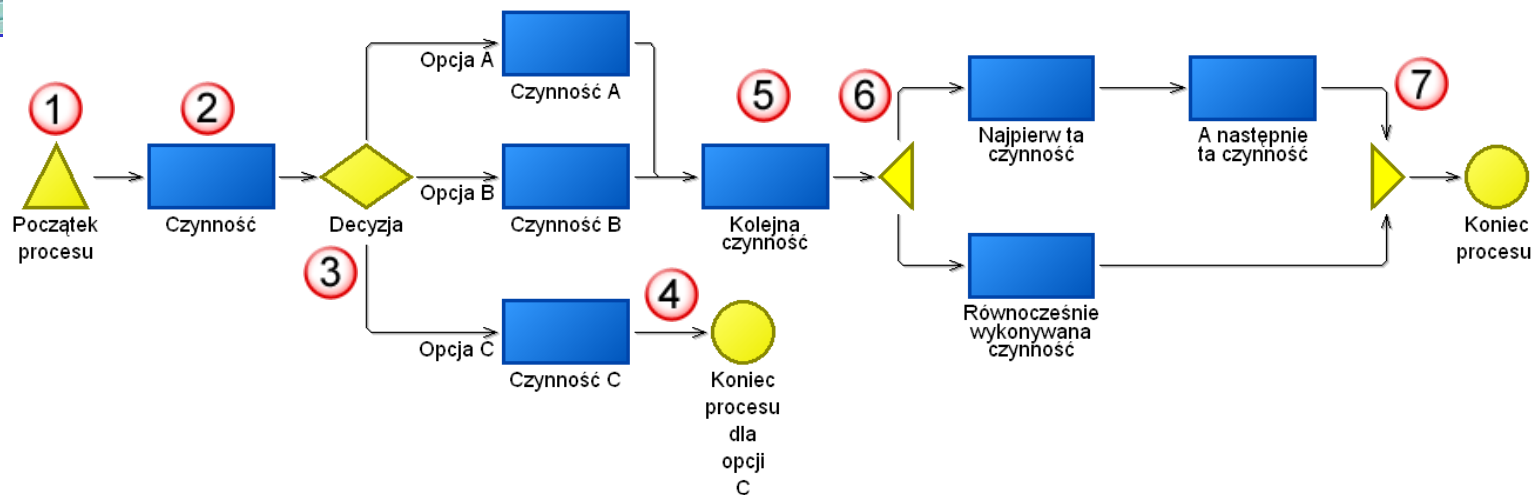 1
Początek
procesu
2
Czynność
Decyzja
3
Opcja A
Czynność A
Opcja B
Czynność B
Opcja C
Czynność C
4
Koniec
procesu
dla
opcji
C
5
Kolejna
czynność
6
Najpierw ta
czynność
A następnie
ta czynność
Równocześnie
wykonywana
czynność
7
Koniec
procesu